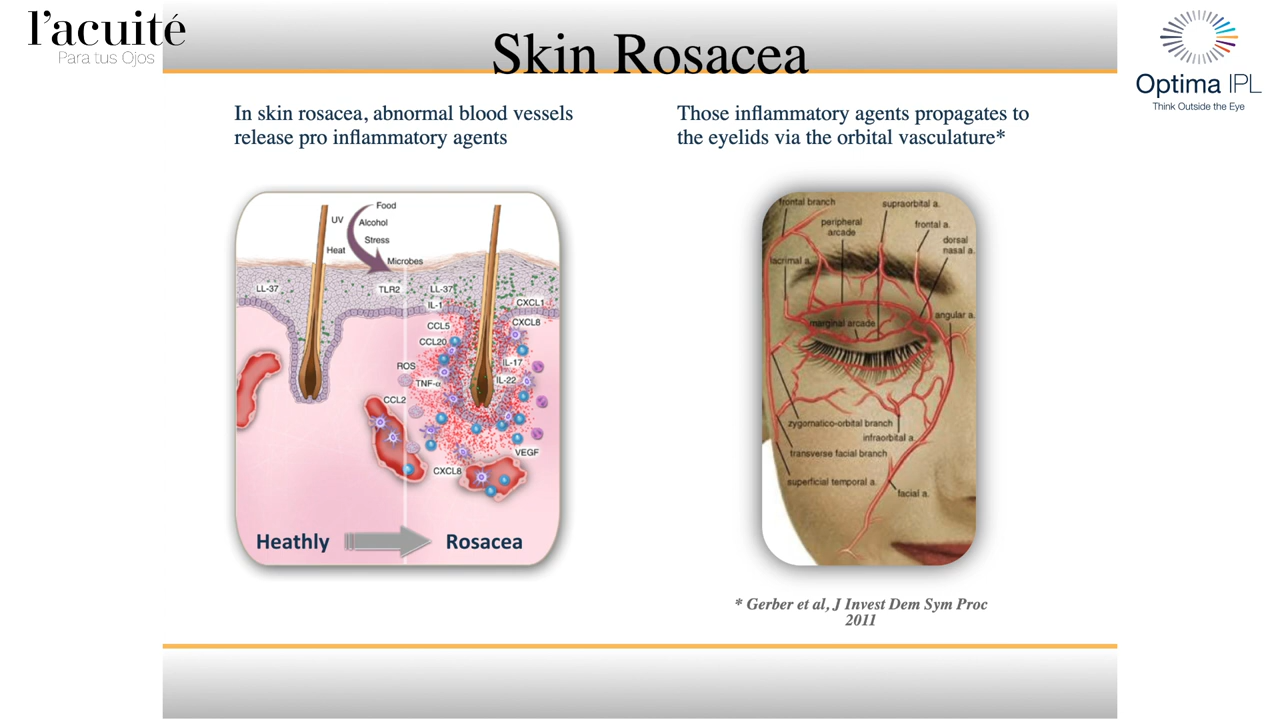 l'acuité
Para tus Ojos
Skin Rosacea
Optima IPL
Think Outside the Eye
In skin rosacea, abnormal blood vessels
release pro inflammatory agents
Those inflammatory agents propagates to
the eyelids via the orbital vasculature*
Food
UV
Alcohol
Stress
Heat
Microbes
LL-37
TLR2
LL-37
IL-1
CXCL1
CCL5
CXCL8
CCL20
ROS
IL-17
TNF-α
IL-22
CCL2
VEGF
CXCL8
Heathly
Rosacea
frontal branch
supraorbital a.
peripheral
arcade
frontal a.
dorsal
nasal a.
lacrimal a.
angular a.
marginal arcade
zygomatico-orbital branch
infraorbital a.
transverse facial branch
superficial temporal a.
facial a.
* Gerber et al, J Invest Dem Sym Proc
2011